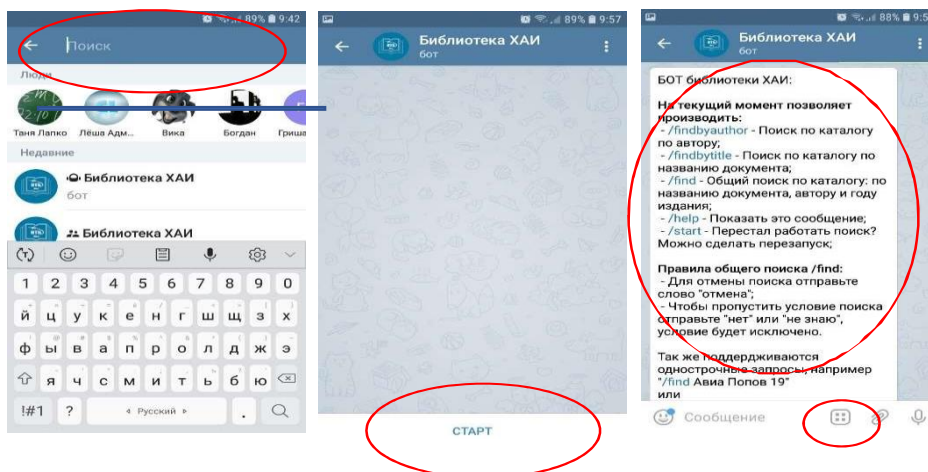 89% 9:42
Поиск
Люди
Таня Лапко Лёша Адм... Вика Богдан Гриша
Недавние
Библиотека ХАИ
бот
Библиотека ХАИ
1 2 3 4 5 6 7 8 9 0
й ц у к е н г ш щ з х
ф ы в а п р о л д ж э
я ч с м и т ь б ю
!#1 ? Русский .
89% 9:57
Библиотека ХАИ
бот
СТАРТ
88% 9:5
Библиотека ХАИ
бот
БОТ библиотеки ХАИ:
На текущий момент позволяет
производить:
- /findbyauthor - Поиск по каталогу
по автору;
- /findbytitle - Поиск по каталогу по
названию документа;
- /find - Общий поиск по каталогу: по
названию документа, автору и году
издания;
- /help - Показать это сообщение;
- /start - Перестал работать поиск?
Можно сделать перезапуск;
Правила общего поиска /find:
- Для отмены поиска отправьте
слово "отмена";
- Чтобы пропустить условие поиска
отправьте "нет" или "не знаю",
условие будет исключено.
Так же поддерждиваются
однострочные запросы, например
"/find Авиа Попов 19"
или
Сообщение